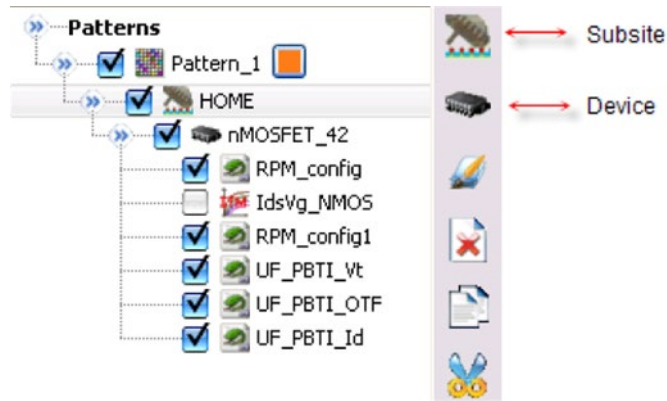 Patterns
Pattern_1
HOME
nMOSFET_42
RPM_config
IdsVg_NMOS
RPM_config1
UF_PBTI_Vt
UF_PBTI_OTF
UF_PBTI_Id
Subsite
Device